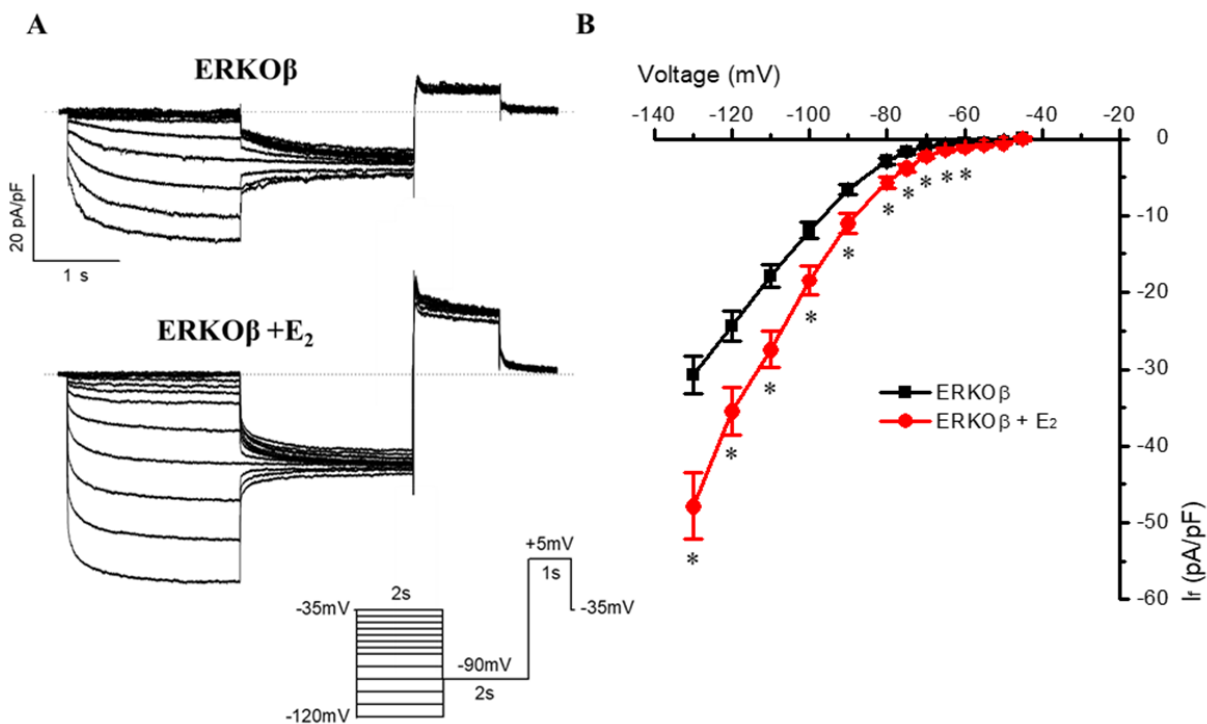 A
ERKOβ
20 pA/pF
1 s
ERKOβ +E₂
+5mV
1s
2s
-35mV
-35mV
-90mV
2s
-120mV
B
Voltage (mV)
-140 -120 -100 -80 -60 -40 -20
0
-10
-20
-30
-40
-50
-60
* * * * *
*
*
*
*
*
ERKOβ
ERKOβ + E₂
If (pA/pF)